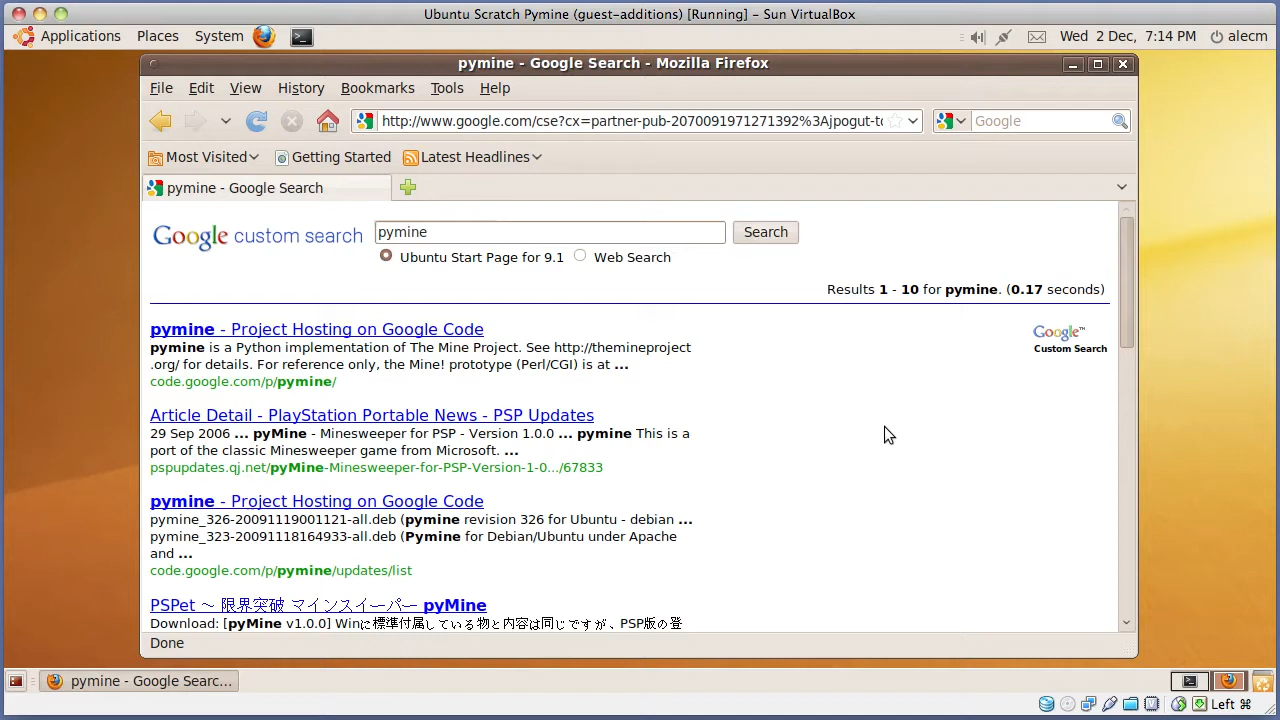 Ubuntu Scratch Pymine (guest-additions) [Running] – Sun VirtualBox
Applications Places System Wed 2 Dec, 7:14 PM alecm
pymine - Google Search - Mozilla Firefox
File Edit View History Bookmarks Tools Help
http://www.google.com/cse?cx=partner-pub-2070091971271392%3Ajpogut-to Google
Most Visited Getting Started Latest Headlines
pymine - Google Search
Google custom search pymine Search
Ubuntu Start Page for 9.1 Web Search
Results 1 - 10 for pymine. (0.17 seconds)
pymine - Project Hosting on Google Code
pymine is a Python implementation of The Mine Project. See http://themineproject
.org/ for details. For reference only, the Mine! prototype (Perl/CGI) is at ...
code.google.com/p/pymine/
Google™
Custom Search
Article Detail - PlayStation Portable News - PSP Updates
29 Sep 2006 ... pyMine - Minesweeper for PSP - Version 1.0.0 ... pymine This is a
port of the classic Minesweeper game from Microsoft. ...
pspupdates.qj.net/pyMine-Minesweeper-for-PSP-Version-1-0.../67833
pymine - Project Hosting on Google Code
pymine_326-20091119001121-all.deb (pymine revision 326 for Ubuntu - debian ...
pymine_323-20091118164933-all.deb (Pymine for Debian/Ubuntu under Apache
and ...
code.google.com/p/pymine/updates/list
PSPet ～ 限界突破 マインスイーパー pyMine
Download: [pyMine v1.0.0] Winに標準付属している物と内容は同じですが、PSP版の登
Done
pymine - Google Searc...
Left ⌘